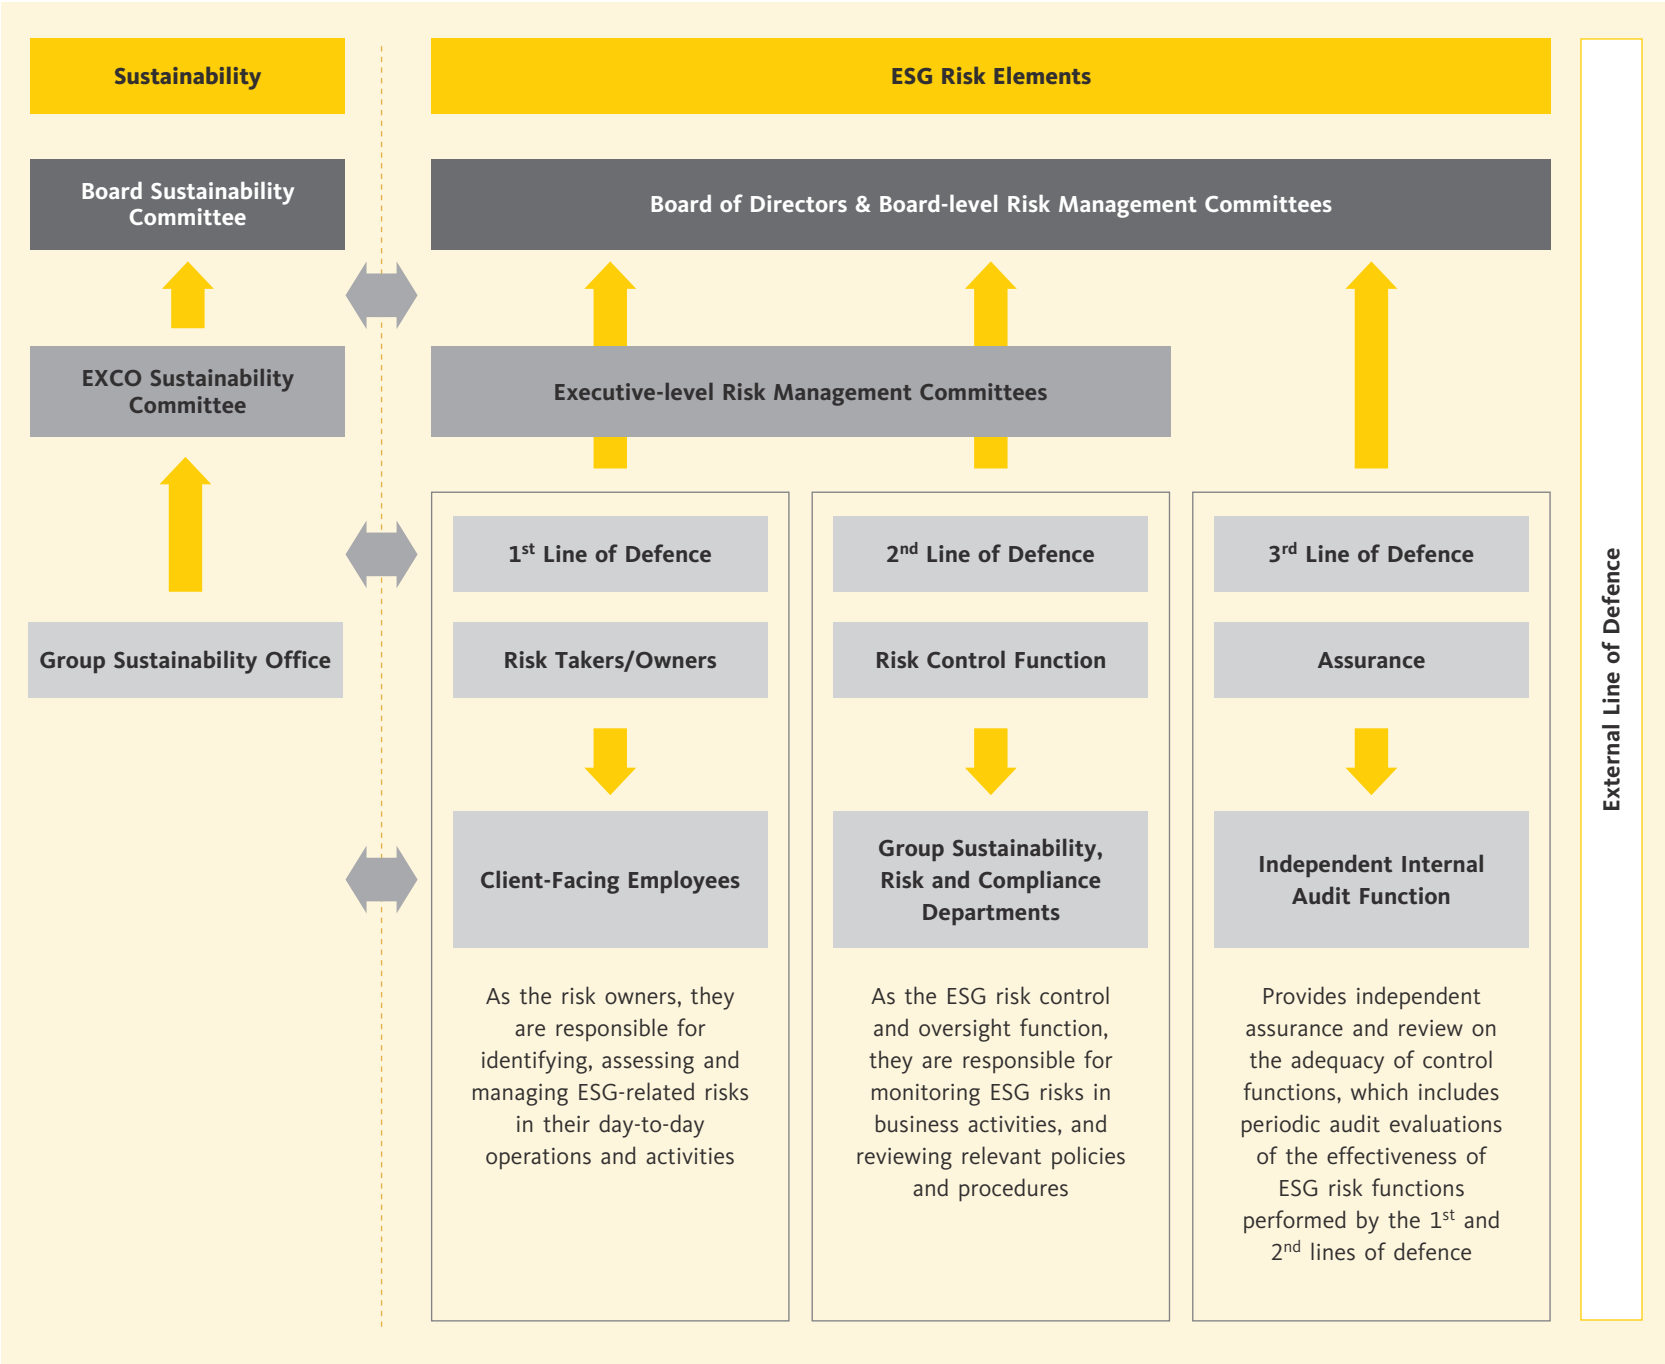 Sustainability
ESG Risk Elements
Board Sustainability
Committee
Board of Directors & Board-level Risk Management Committees
EXCO Sustainability
Committee
Executive-level Risk Management Committees
Group Sustainability Office
1st Line of Defence
Risk Takers/Owners
Client-Facing Employees
As the risk owners, they
are responsible for
identifying, assessing and
managing ESG-related risks
in their day-to-day
operations and activities
2nd Line of Defence
Risk Control Function
Group Sustainability,
Risk and Compliance
Departments
As the ESG risk control
and oversight function,
they are responsible for
monitoring ESG risks in
business activities, and
reviewing relevant policies
and procedures
3rd Line of Defence
Assurance
Independent Internal
Audit Function
Provides independent
assurance and review on
the adequacy of control
functions, which includes
periodic audit evaluations
of the effectiveness of
ESG risk functions
performed by the 1st and
2nd lines of defence
External Line of Defence